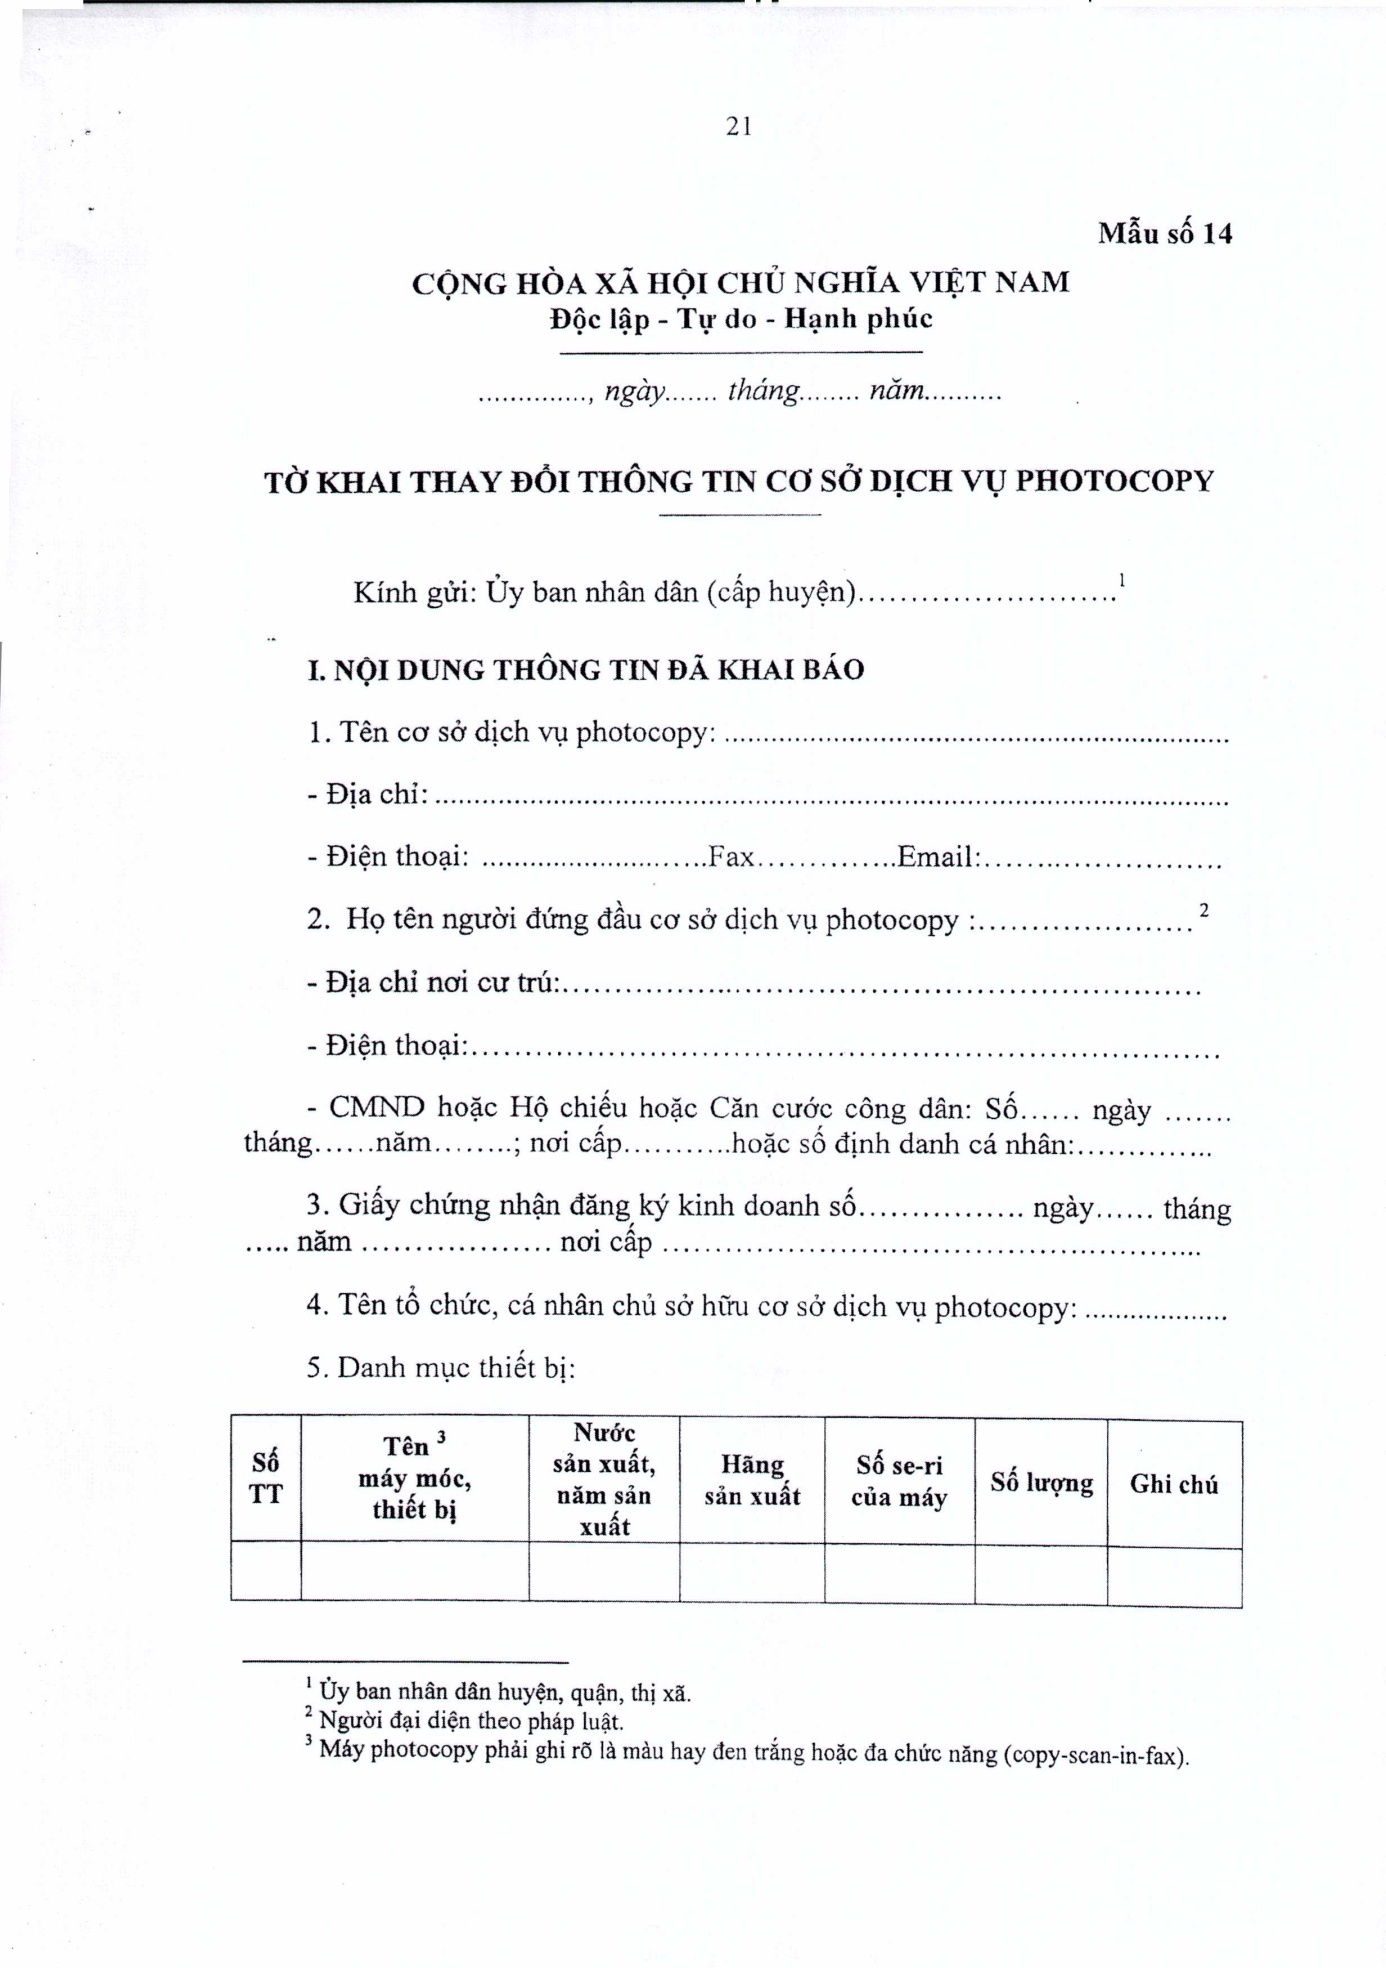 21
Mẫu số 14
CỘNG HÒA XÃ HỘI CHỦ NGHĨA VIỆT NAM
Độc lập - Tự do - Hạnh phúc
.............., ngày....... tháng........ năm..........
TỜ KHAI THAY ĐỔI THÔNG TIN CƠ SỞ DỊCH VỤ PHOTOCOPY
Kính gửi: Ủy ban nhân dân (cấp huyện).........................1
I. NỘI DUNG THÔNG TIN ĐÃ KHAI BÁO
1. Tên cơ sở dịch vụ photocopy: ....................................................................
- Địa chỉ: ..........................................................................................................
- Điện thoại: ..............................Fax..............Email:.......................
2. Họ tên người đứng đầu cơ sở dịch vụ photocopy :.....................2
- Địa chỉ nơi cư trú:..............................................................
- Điện thoại:.........................................................................
- CMND hoặc Hộ chiếu hoặc Căn cước công dân: Số...... ngày .......
tháng......năm........; nơi cấp...........hoặc số định danh cá nhân:..............
3. Giấy chứng nhận đăng ký kinh doanh số................ ngày...... tháng
..... năm .................. nơi cấp ....................................................
4. Tên tổ chức, cá nhân chủ sở hữu cơ sở dịch vụ photocopy: ...................
5. Danh mục thiết bị:
Số TT
Tên 3 máy móc, thiết bị
Nước sản xuất, năm sản xuất
Hãng sản xuất
Số se-ri của máy
Số lượng
Ghi chú
1 Ủy ban nhân dân huyện, quận, thị xã.
2 Người đại diện theo pháp luật.
3 Máy photocopy phải ghi rõ là màu hay đen trắng hoặc đa chức năng (copy-scan-in-fax).